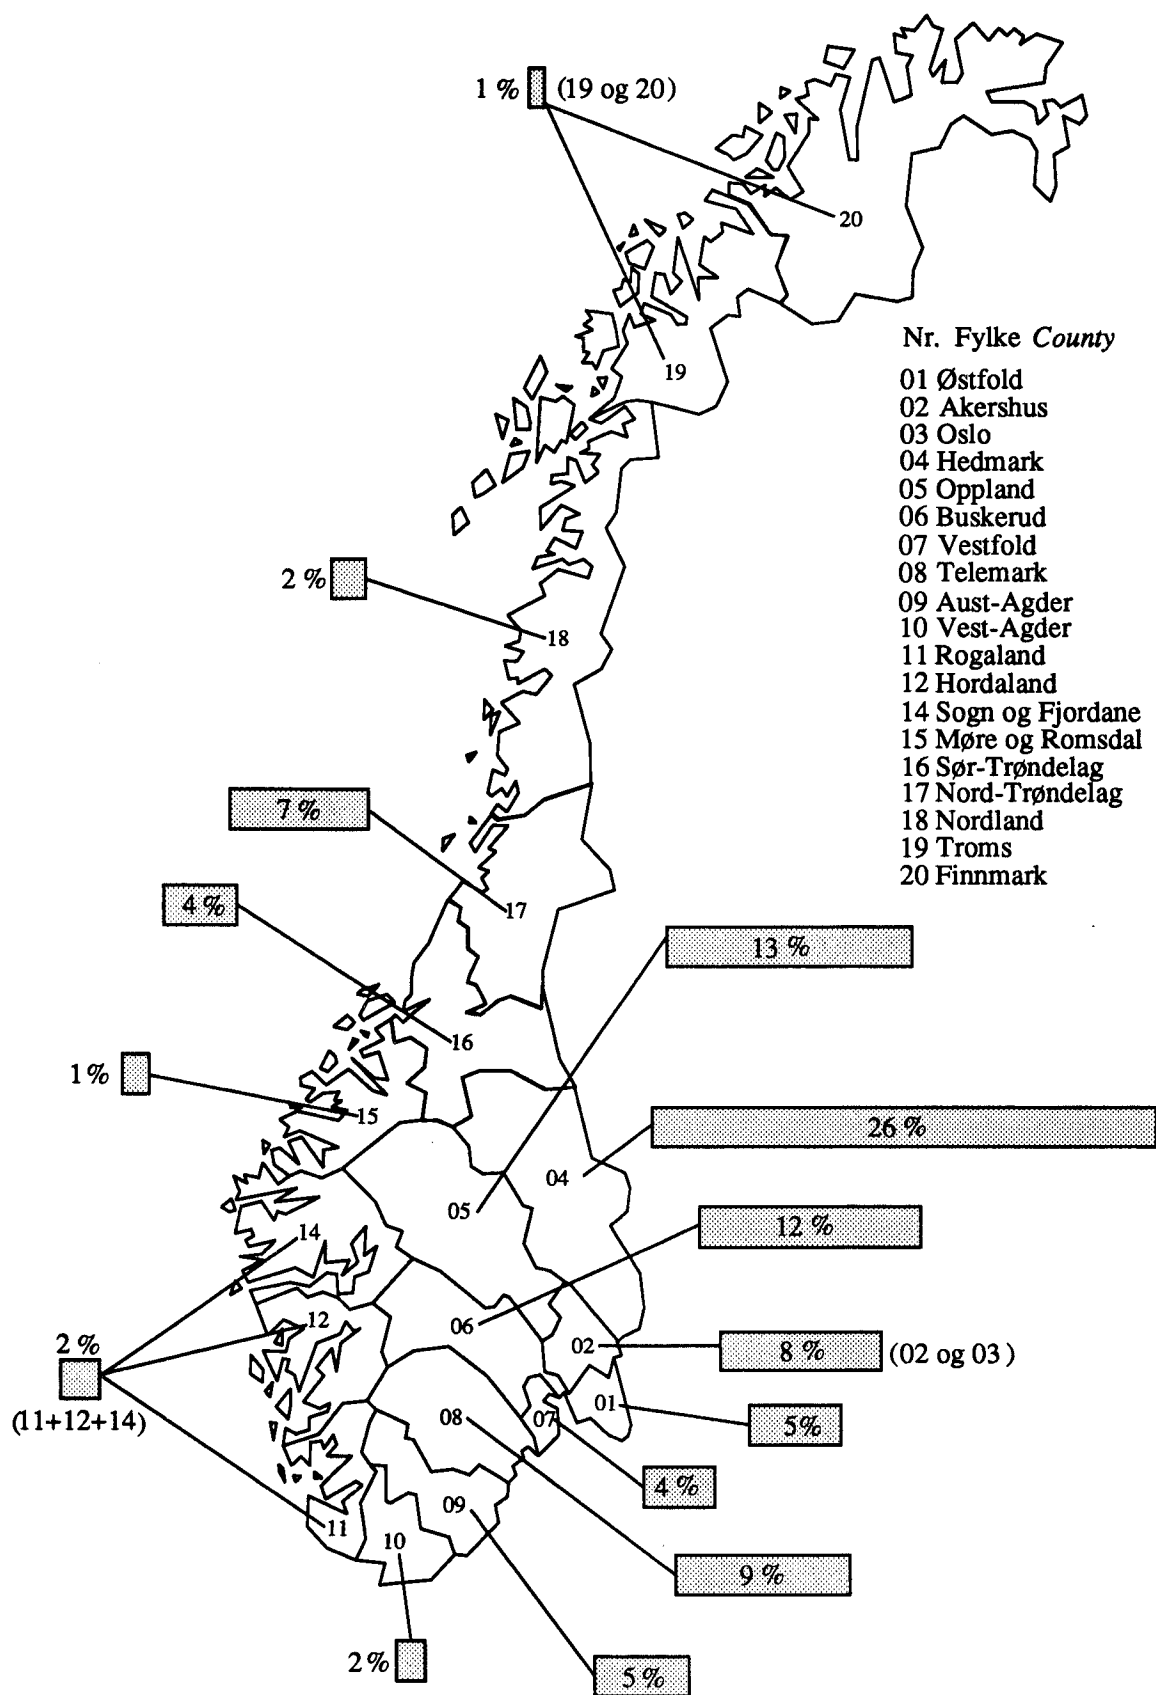 1 % (19 og 20)
20
19
Nr. Fylke County
01 Østfold
02 Akershus
03 Oslo
04 Hedmark
05 Oppland
06 Buskerud
07 Vestfold
08 Telemark
09 Aust-Agder
10 Vest-Agder
11 Rogaland
12 Hordaland
14 Sogn og Fjordane
15 Møre og Romsdal
16 Sør-Trøndelag
17 Nord-Trøndelag
18 Nordland
19 Troms
20 Finnmark
2 %
18
7 %
17
4 %
13 %
16
1 %
15
26 %
04
05
12 %
14
12
06
2 %
(11+12+14)
02
8 % (02 og 03)
01
5%
07
08
4 %
09
11
10
9 %
2 %
5 %